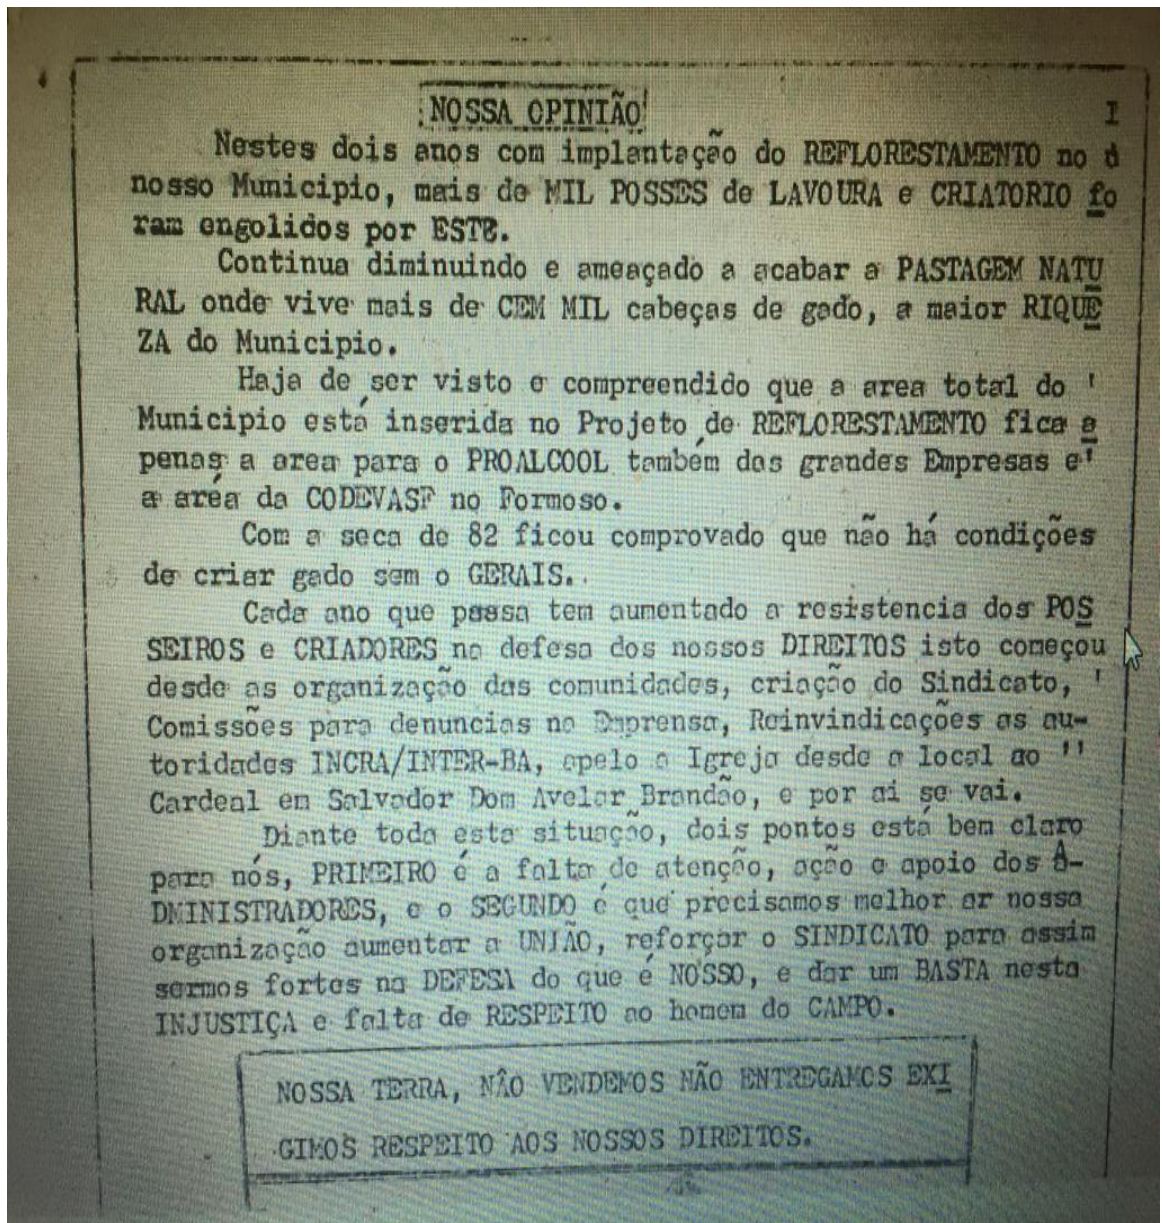 NOSSA OPINIÃO I
Nestes dois anos com implantação do REFLORESTAMENTO no d
nosso Municipio, mais de MIL POSSES de LAVOURA e CRIATORIO fo
ram engolidos por ESTE.
Continua diminuindo e ameaçado a acabar a PASTAGEM NATU
RAL onde vive mais de CEM MIL cabeças de gado, a maior RIQUE
ZA do Municipio.
Haja de ser visto e compreendido que a area total do '
Municipio está inserida no Projeto de REFLORESTAMENTO fica a
penas a area para o PROALCOOL também das grandes Empresas e'
a aréa da CODEVASF no Formoso.
Com a seca de 82 ficou comprovado que não há condições
de criar gado sem o GERAIS.
Cada ano que passa tem aumentado a resistencia dos POS
SEIROS e CRIADORES na defesa dos nossos DIREITOS isto começou
desde as organização das comunidades, criação do Sindicato, '
Comissões para denuncias na Emprensa, Reinvindicações as au-
toridades INCRA/INTER-BA, apelo a Igreja desde a local ao ''
Cardeal em Salvador Dom Avelar Brandão, e por ai se vai.
Diante toda esta situação, dois pontos está bem claro
para nós, PRIMEIRO é a falta de atenção, ação e apoio dos A-
DMINISTRADORES, e o SEGUNDO é que precisamos melhor ar nossa
organização aumentar a UNIÃO, reforçar o SINDICATO para assim
sermos fortes na DEFESA do que é NOSSO, e dar um BASTA nesta
INJUSTIÇA e falta de RESPEITO ao homem do CAMPO.
NOSSA TERRA, NÃO VENDEMOS NÃO ENTREGAMOS EXI
GIMOS RESPEITO AOS NOSSOS DIREITOS.